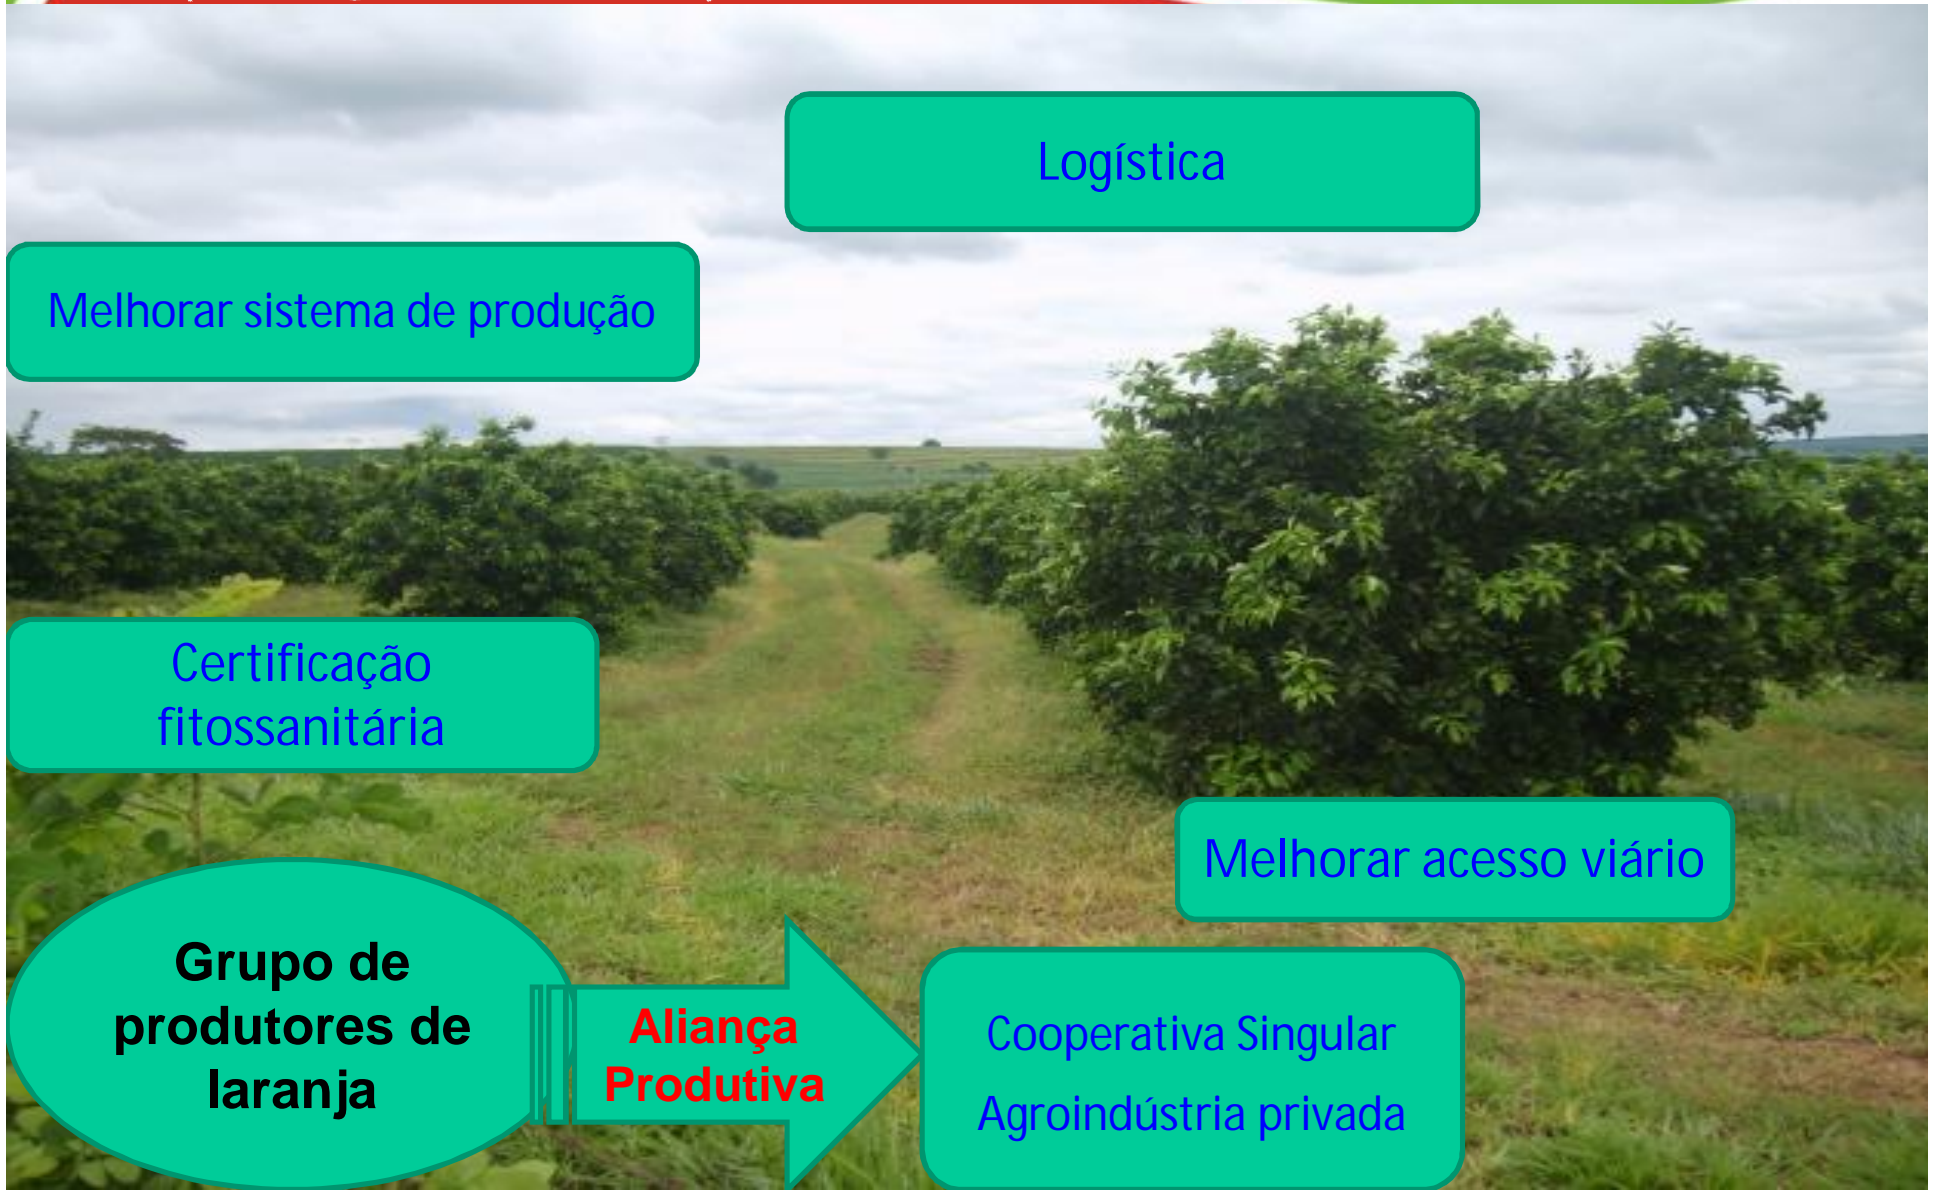 Logística
Melhorar sistema de produção
Certificação
fitossanitária
Melhorar acesso viário
Grupo de
produtores de
laranja
Aliança
Produtiva
Cooperativa Singular
Agroindústria privada